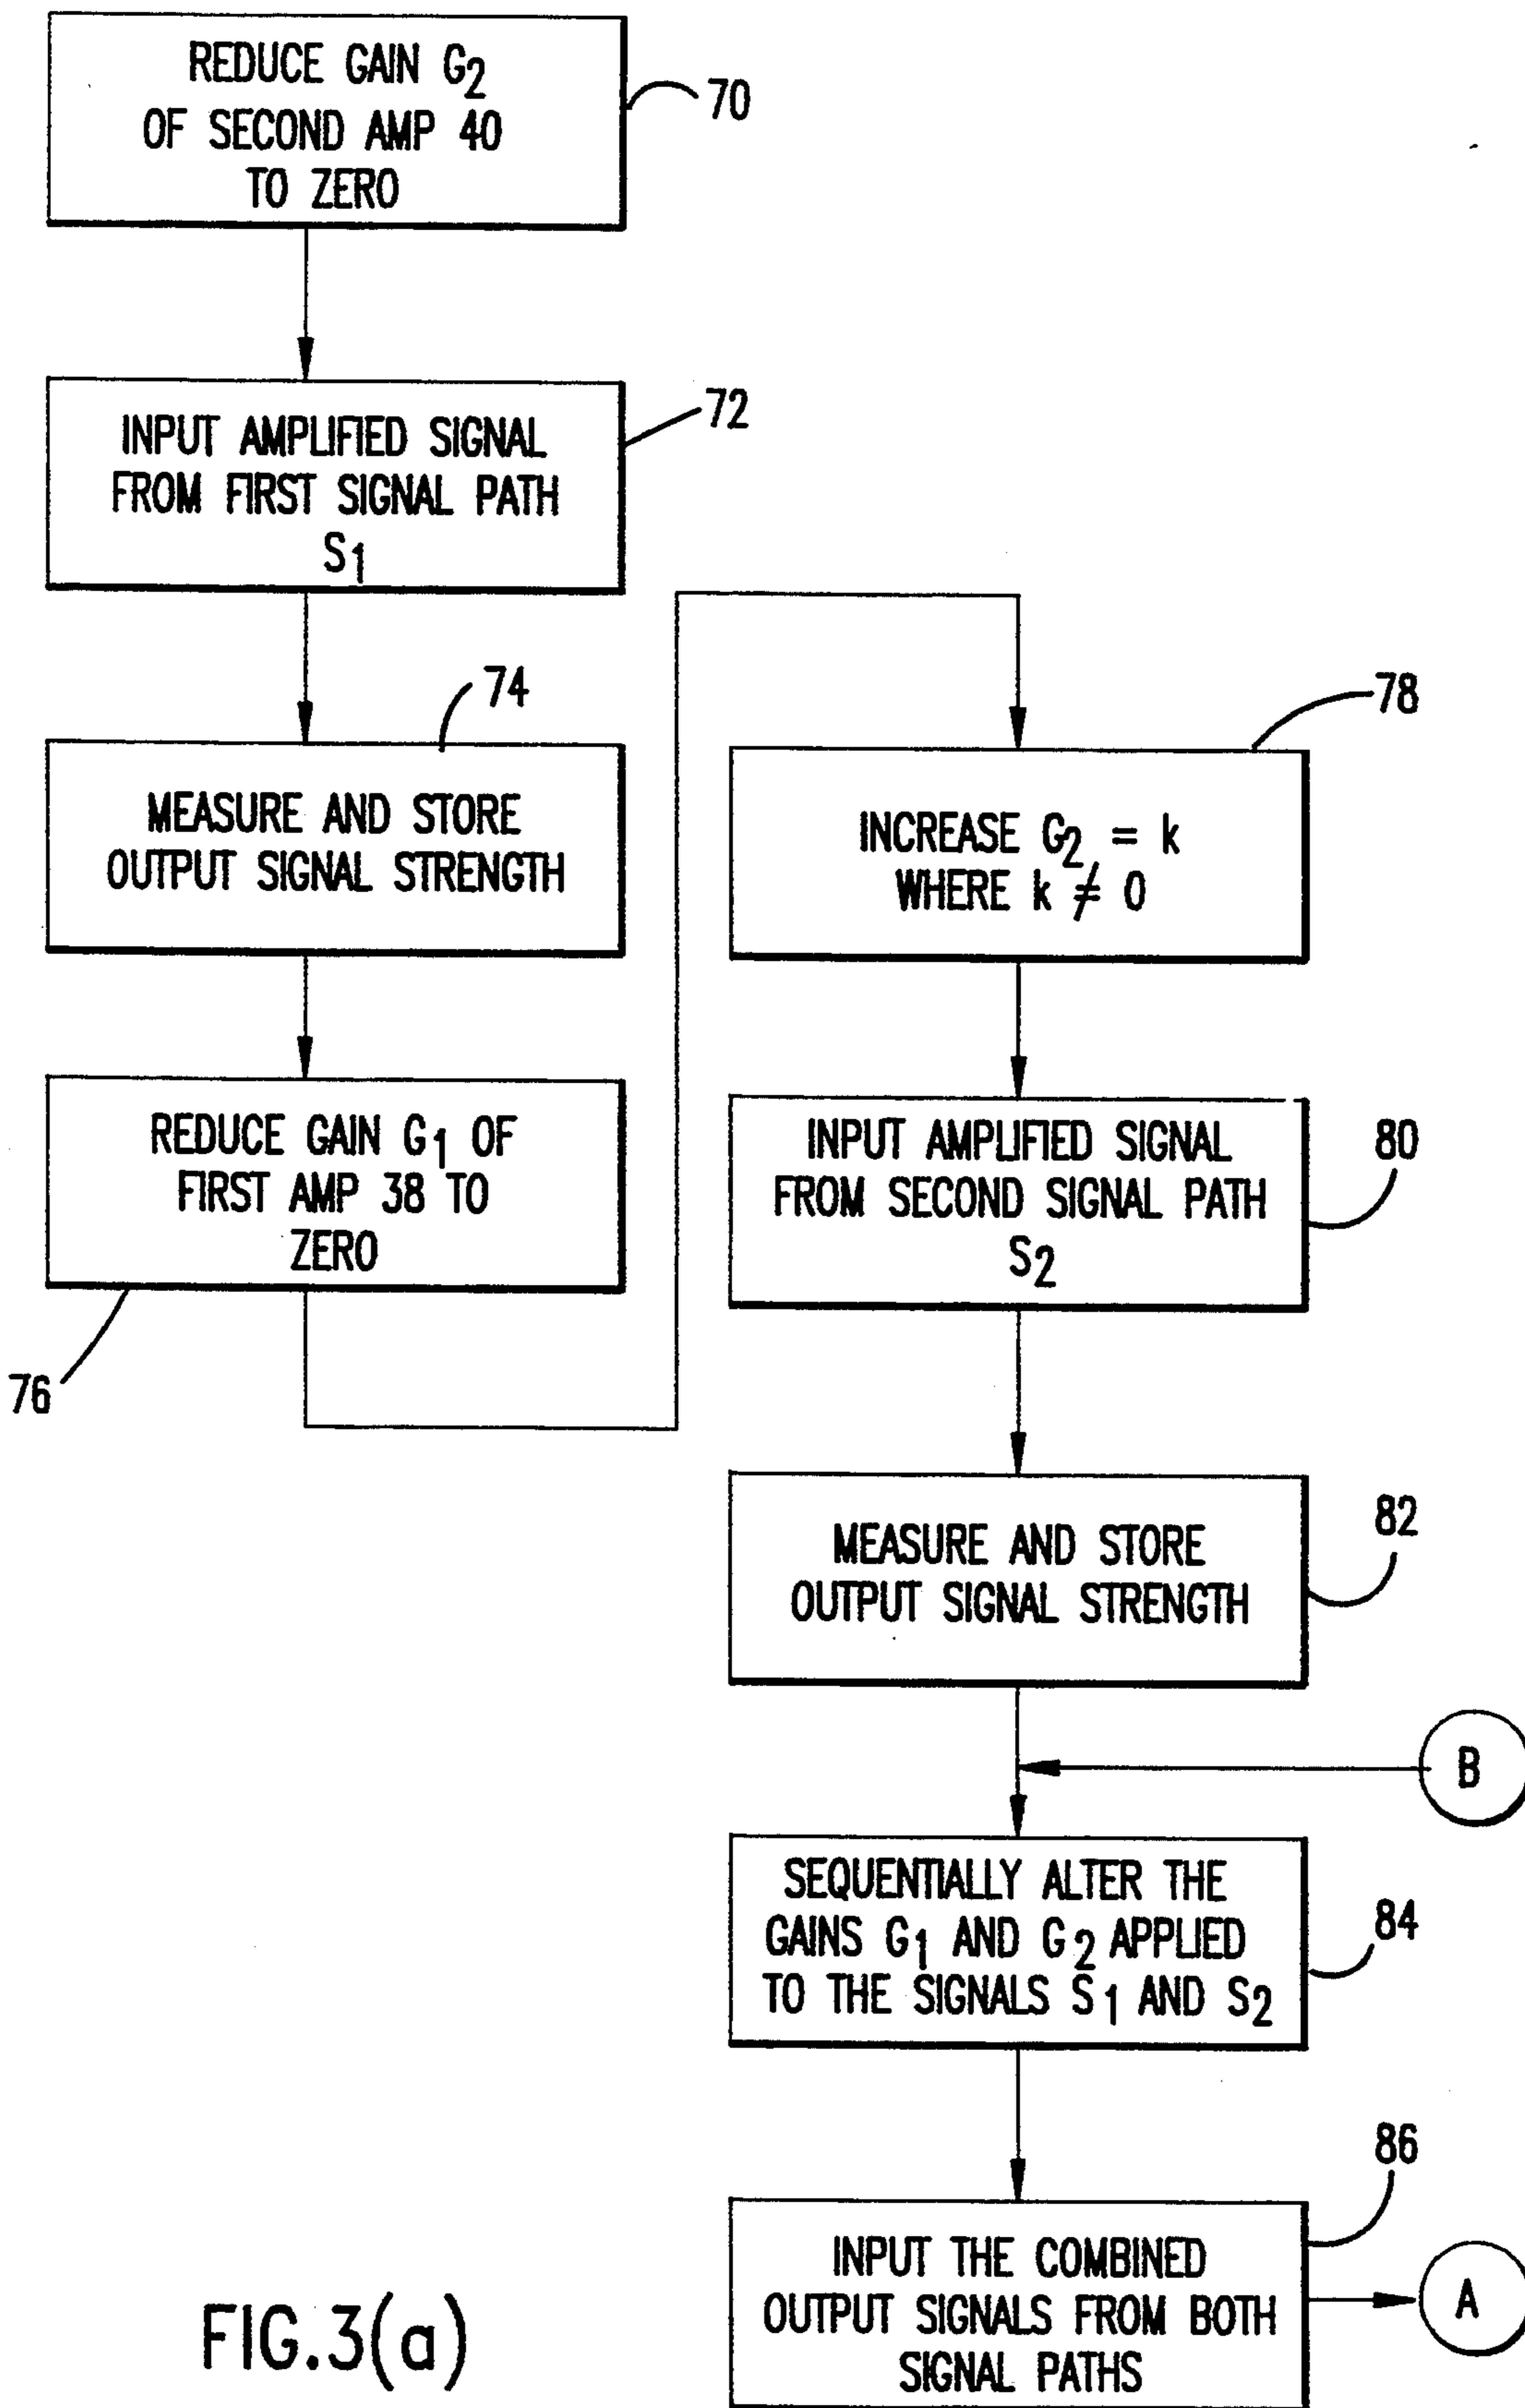 REDUCE GAIN G2
OF SECOND AMP 40
TO ZERO
70
INPUT AMPLIFIED SIGNAL
FROM FIRST SIGNAL PATH
S1
72
74
MEASURE AND STORE
OUTPUT SIGNAL STRENGTH
REDUCE GAIN G1 OF
FIRST AMP 38 TO
ZERO
76
78
INCREASE G2 = k
WHERE k ≠ 0
INPUT AMPLIFIED SIGNAL
FROM SECOND SIGNAL PATH
S2
80
MEASURE AND STORE
OUTPUT SIGNAL STRENGTH
82
B
SEQUENTIALLY ALTER THE
GAINS G1 AND G2 APPLIED
TO THE SIGNALS S1 AND S2
84
86
INPUT THE COMBINED
OUTPUT SIGNALS FROM BOTH
SIGNAL PATHS
A
FIG.3(a)